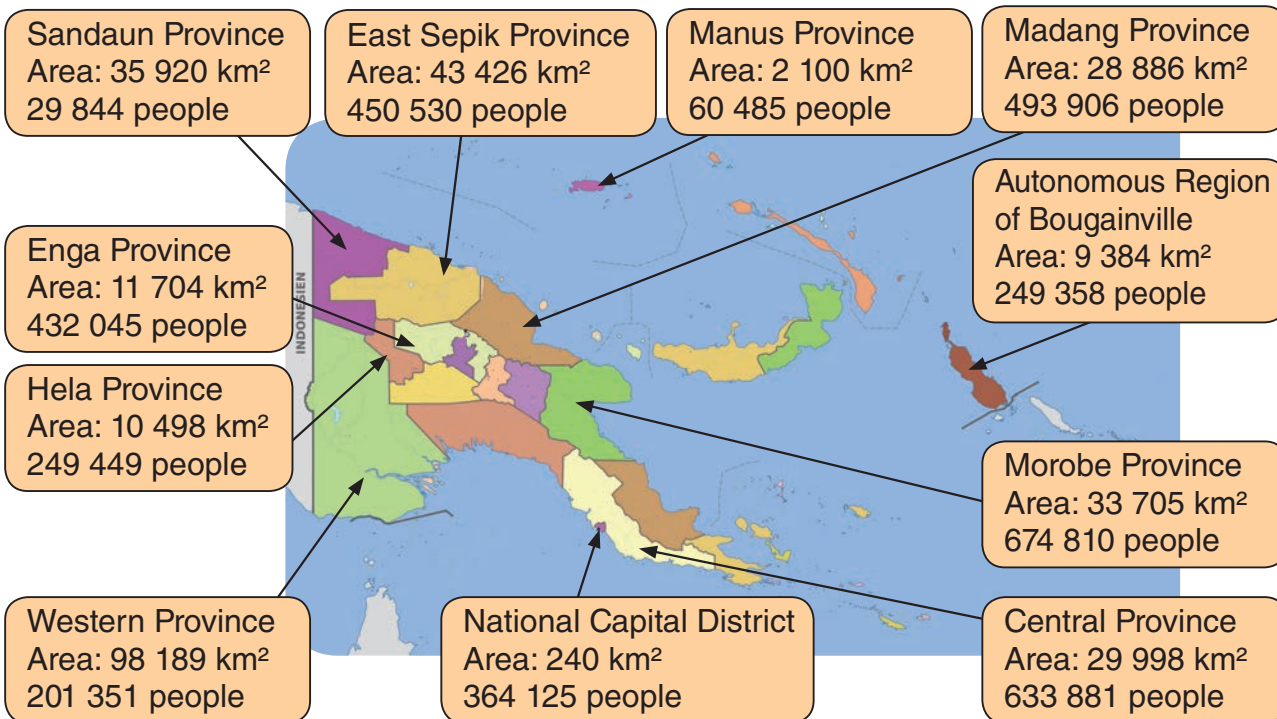 Sandaun Province
Area: 35 920 km²
29 844 people
East Sepik Province
Area: 43 426 km²
450 530 people
Manus Province
Area: 2 100 km²
60 485 people
Madang Province
Area: 28 886 km²
493 906 people
Autonomous Region
of Bougainville
Area: 9 384 km²
249 358 people
Enga Province
Area: 11 704 km²
432 045 people
INDONESIEN
Hela Province
Area: 10 498 km²
249 449 people
Morobe Province
Area: 33 705 km²
674 810 people
Western Province
Area: 98 189 km²
201 351 people
National Capital District
Area: 240 km²
364 125 people
Central Province
Area: 29 998 km²
633 881 people